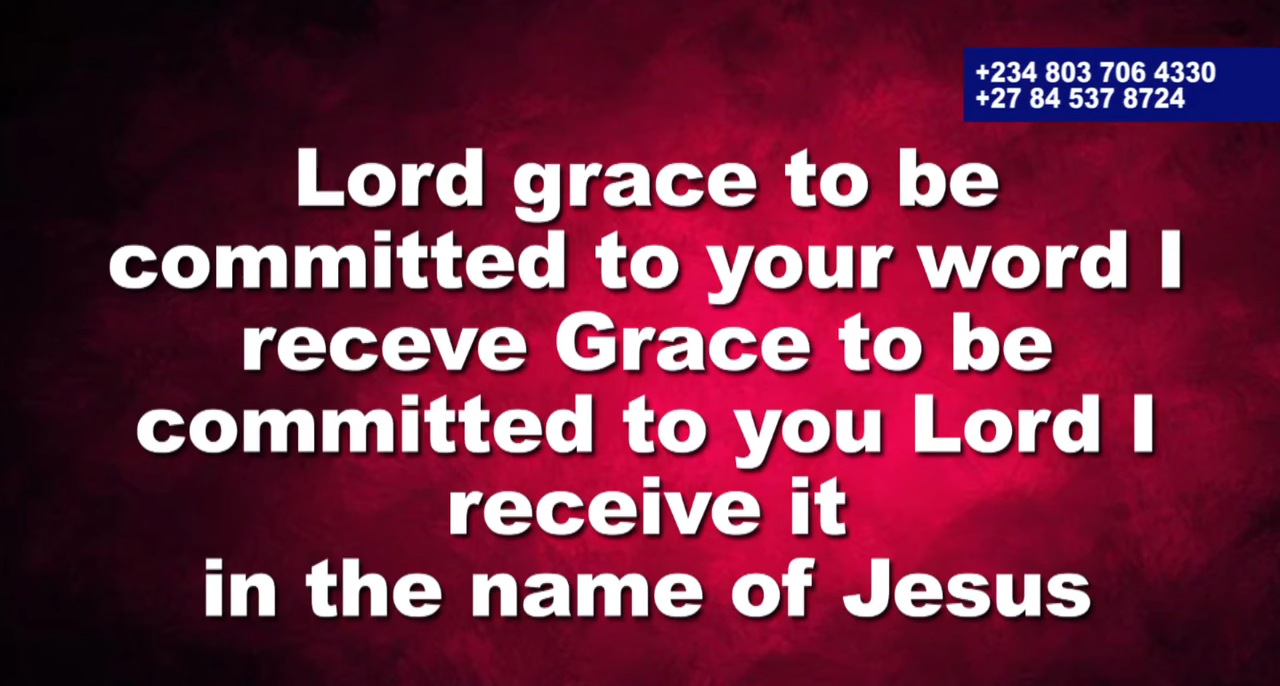 +234 803 706 4330
+27 84 537 8724
Lord grace to be
committed to your word I
receve Grace to be
committed to you Lord I
receive it
in the name of Jesus